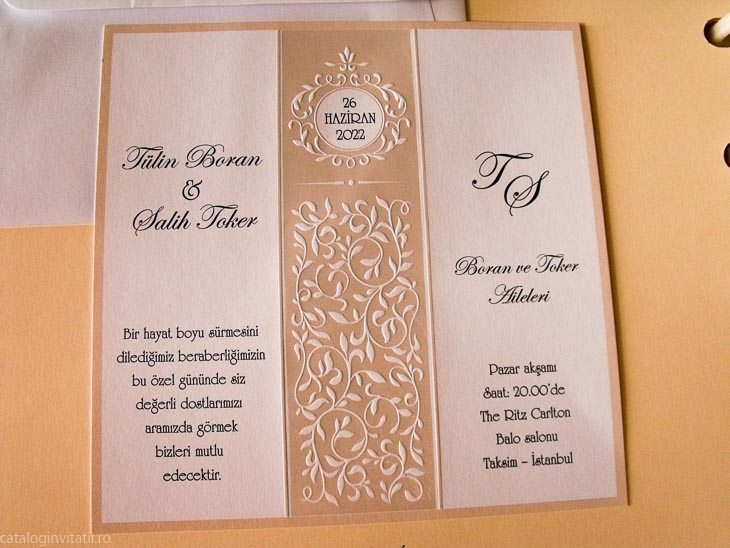 Tülin Boran
&
Salih Toker
Bir hayat boyu sürmesini
dilediğimiz beraberliğimizin
bu özel gününde siz
değerli dostlarımızı
aramızda görmek
bizleri mutlu
edecektir.
26
HAZİRAN
2022
T S
Boran ve Toker
Aileleri
Pazar akşamı
Saat: 20.00'de
The Ritz Carlton
Balo salonu
Taksim – İstanbul
cataloginvitatii.ro